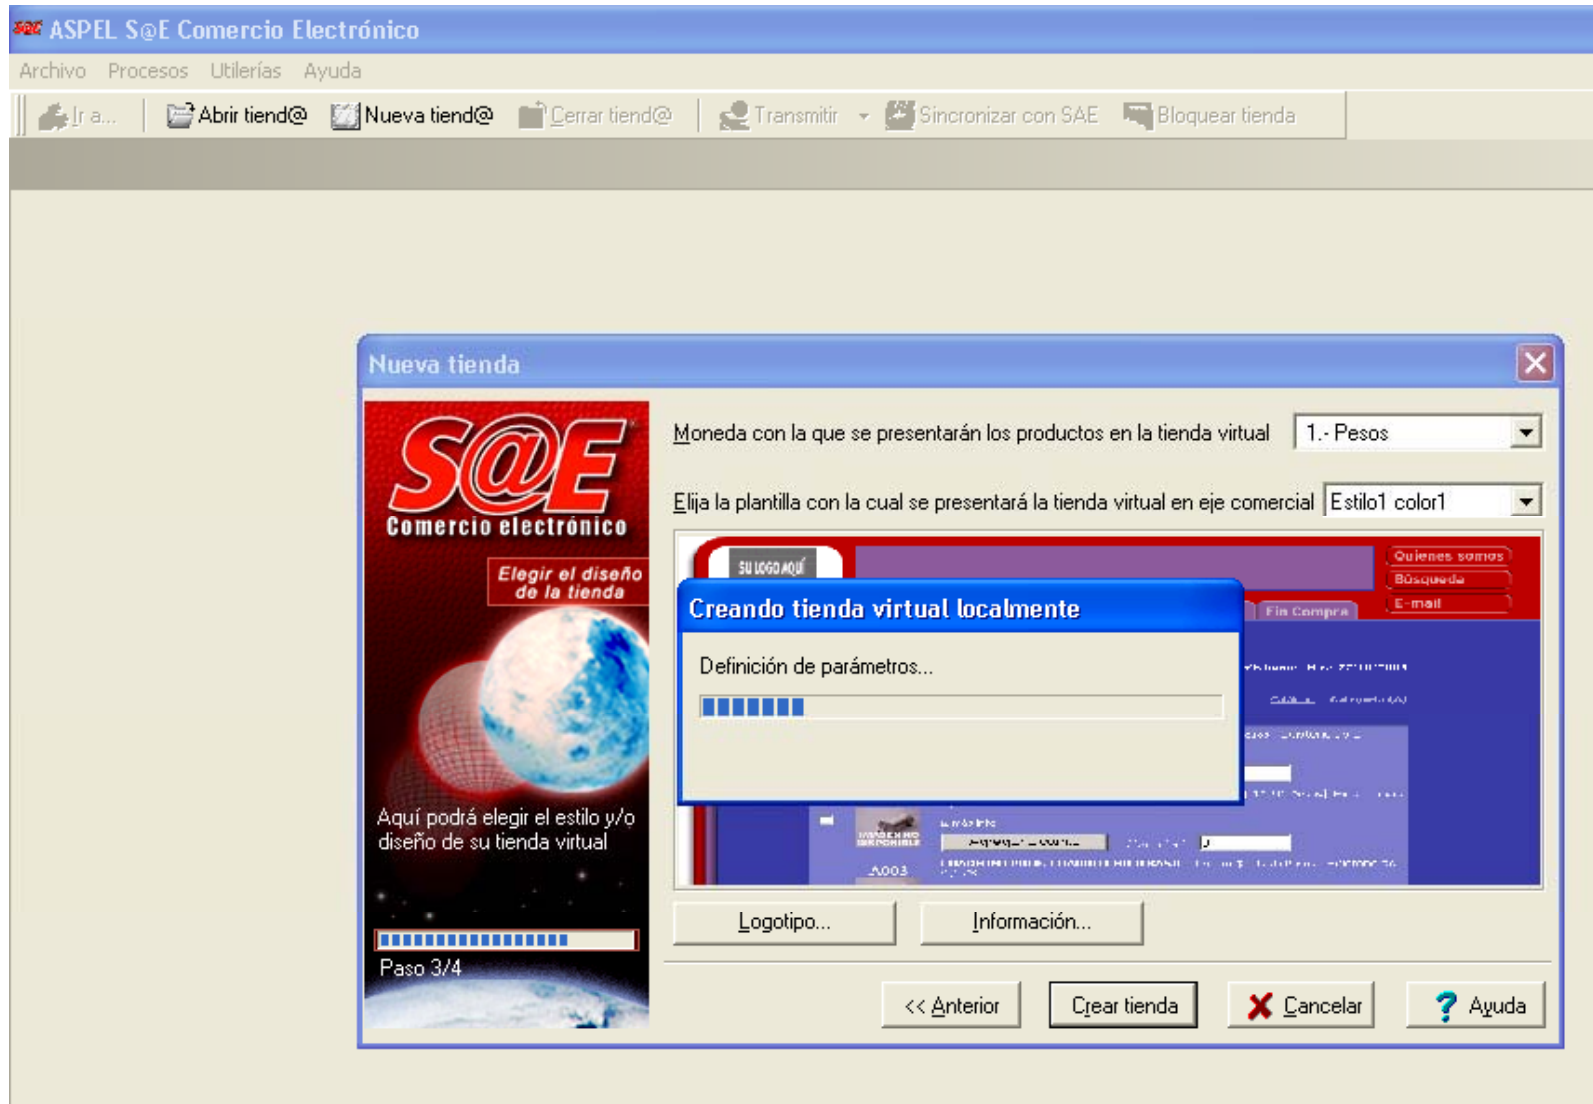 SAE ASPEL S@E Comercio Electrónico
Archivo Procesos Utilerías Ayuda
Ir a... Abrir tiend@ Nueva tiend@ Cerrar tiend@ Transmitir Sincronizar con SAE Bloquear tienda
Nueva tienda
S@E
Comercio electrónico
Elegir el diseño
de la tienda
Aquí podrá elegir el estilo y/o
diseño de su tienda virtual
Paso 3/4
Moneda con la que se presentarán los productos en la tienda virtual 1.- Pesos
Elija la plantilla con la cual se presentará la tienda virtual en eje comercial Estilo1 color1
SU LOGO AQUÍ
Quienes somos
Búsqueda
E-mail
Fin Compra
Creando tienda virtual localmente
Definición de parámetros...
IMAGEN NO
DISPONIBLE
A003
Logotipo... Información...
<< Anterior Crear tienda Cancelar Ayuda